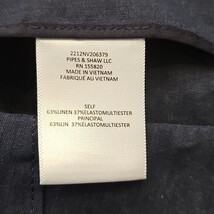 2212NV206379
PIPES & SHAW LLC
RN 155820
MADE IN VIETNAM
FABRIQUÉ AU VIETNAM
SELF
63%LINEN 37%ELASTOMULTIESTER
PRINCIPAL
63%LIN 37%ELASTOMULTIESTER